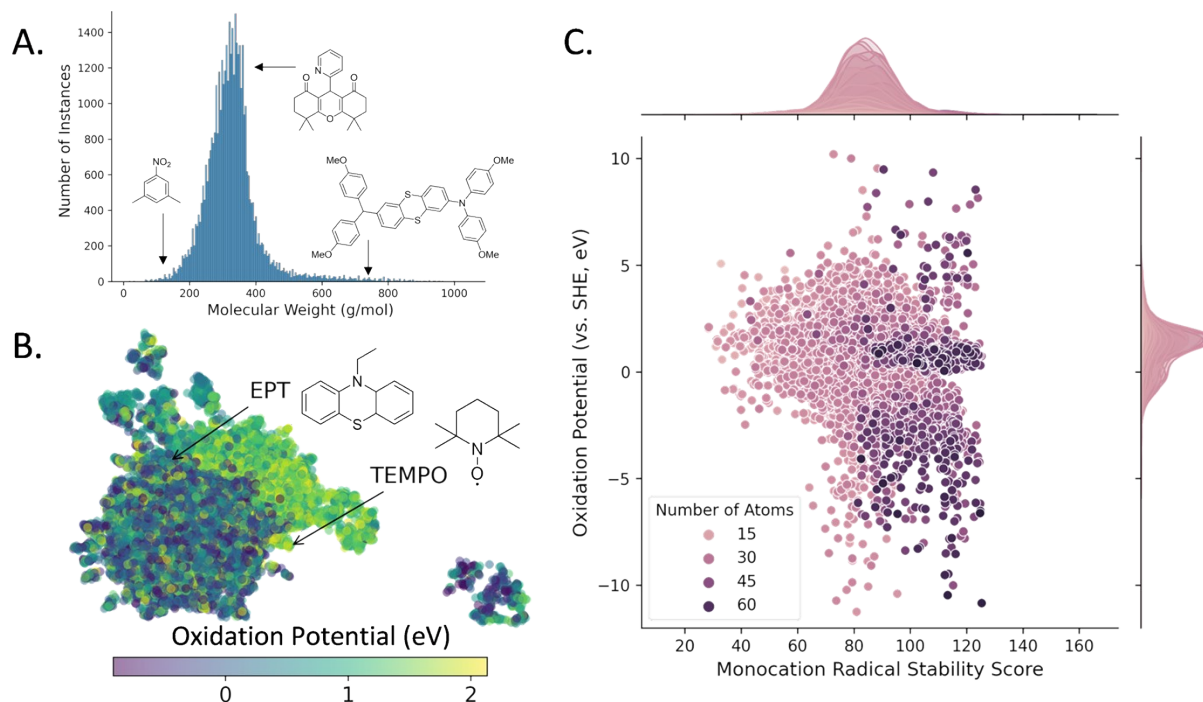 A.
1400
1200
1000
800
600
400
200
0
Number of Instances
0
200
400
600
800
1000
Molecular Weight (g/mol)
NO₂
N
O
O
O
MeO
OMe
S
N
S
MeO
OMe
B.
EPT
N
S
TEMPO
N
O
Oxidation Potential (eV)
0
1
2
C.
10
5
0
−5
−10
Oxidation Potential (vs. SHE, eV)
Number of Atoms
15
30
45
60
20
40
60
80
100
120
140
160
Monocation Radical Stability Score